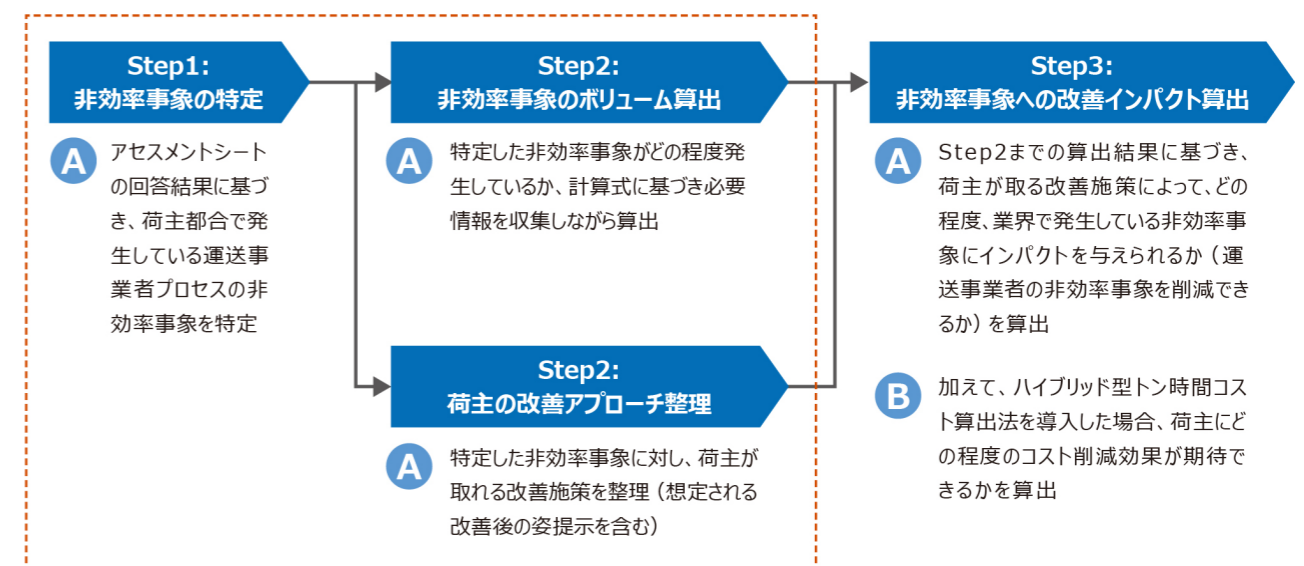 Step1:
非効率事象の特定
A
アセスメントシート
の回答結果に基づ
き、荷主都合で発
生している運送事
業者プロセスの非
効率事象を特定
Step2:
非効率事象のボリューム算出
A
特定した非効率事象がどの程度発
生しているか、計算式に基づき必要
情報を収集しながら算出
Step2:
荷主の改善アプローチ整理
A
特定した非効率事象に対し、荷主が
取れる改善施策を整理（想定される
改善後の姿提示を含む）
Step3:
非効率事象への改善インパクト算出
A
Step2までの算出結果に基づき、
荷主が取る改善施策によって、どの
程度、業界で発生している非効率事
象にインパクトを与えられるか（運
送事業者の非効率事象を削減でき
るか）を算出
B
加えて、ハイブリッド型トン時間コス
ト算出法を導入した場合、荷主にど
の程度のコスト削減効果が期待で
きるかを算出